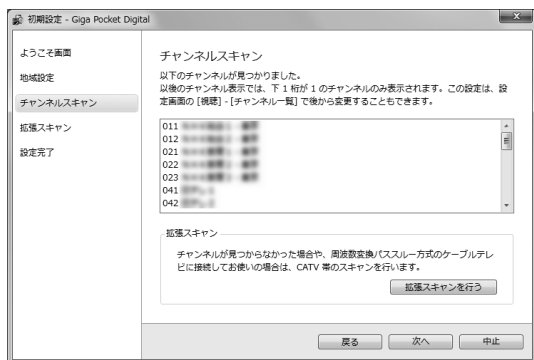 初期設定 - Giga Pocket Digital
ようこそ画面
地域設定
チャンネルスキャン
拡張スキャン
設定完了
チャンネルスキャン
以下のチャンネルが見つかりました。
以後のチャンネル表示では、下 1 桁が 1 のチャンネルのみ表示されます。この設定は、設
定画面の [視聴] - [チャンネル一覧] で後から変更することもできます。
011
012
021
022
023
041
042
拡張スキャン
チャンネルが見つからなかった場合や、周波数変換パススルー方式のケーブルテレ
ビに接続してお使いの場合は、CATV 帯のスキャンを行います。
拡張スキャンを行う
戻る
次へ
中止